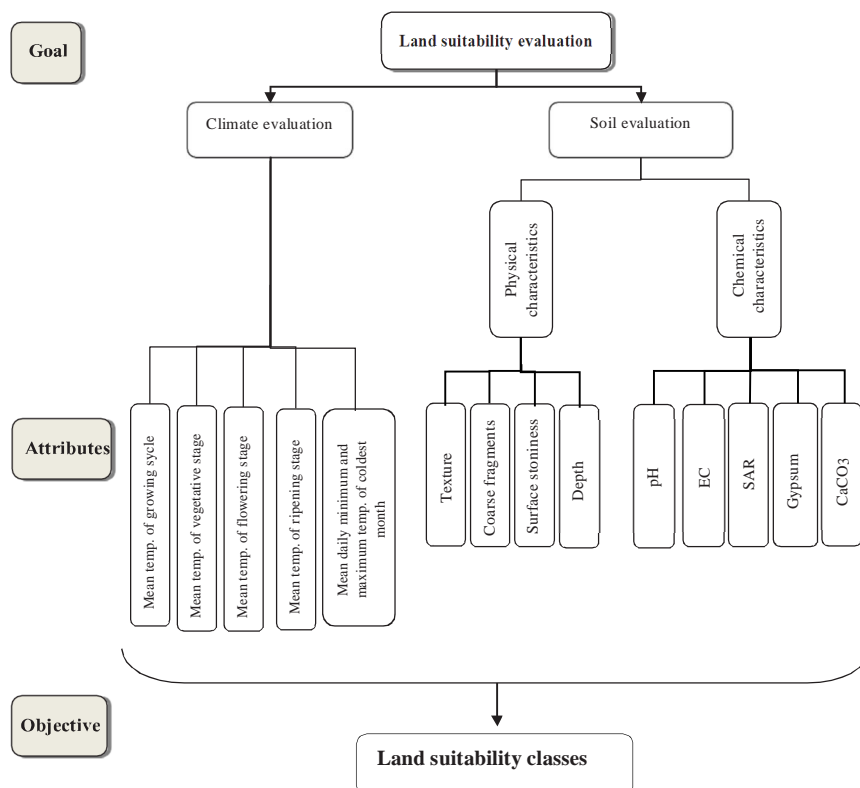 Goal
Land suitability evaluation
Climate evaluation
Soil evaluation
Physical
characteristics
Chemical
characteristics
Attributes
Mean temp. of growing sycle
Mean temp. of vegetative stage
Mean temp. of flowering stage
Mean temp. of ripening stage
Mean daily minimum and
maximum temp. of coldest
month
Texture
Coarse fragments
Surface stoniness
Depth
pH
EC
SAR
Gypsum
CaCO3
Objective
Land suitability classes